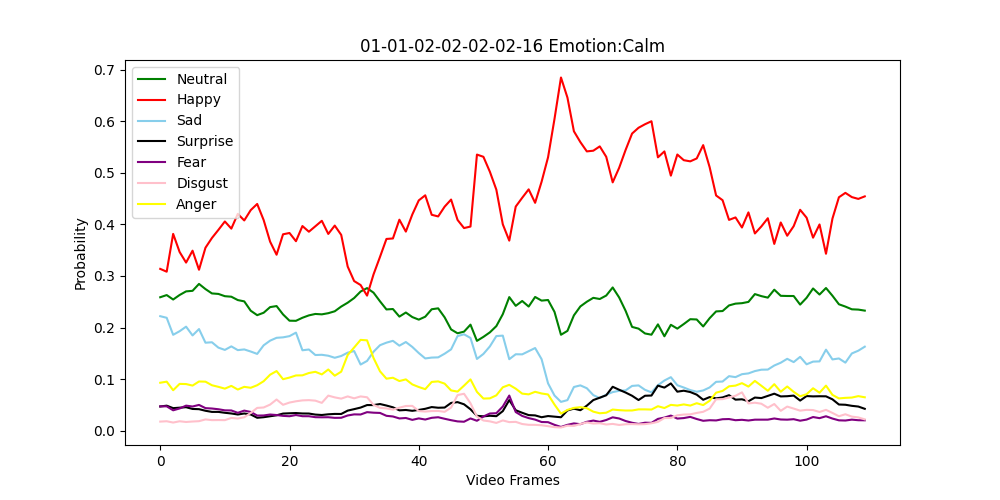 01-01-02-02-02-02-16 Emotion:Calm
Neutral
Happy
Sad
Surprise
Fear
Disgust
Anger
Probability
0.7
0.6
0.5
0.4
0.3
0.2
0.1
0.0
0 20 40 60 80 100
Video Frames